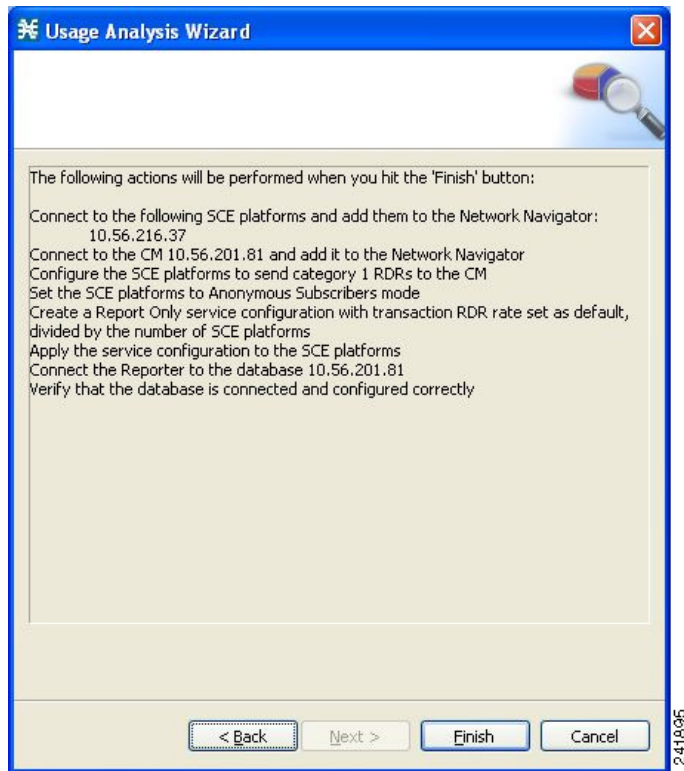 Usage Analysis Wizard
The following actions will be performed when you hit the 'Finish' button:
Connect to the following SCE platforms and add them to the Network Navigator:
10.56.216.37
Connect to the CM 10.56.201.81 and add it to the Network Navigator
Configure the SCE platforms to send category 1 RDRs to the CM
Set the SCE platforms to Anonymous Subscribers mode
Create a Report Only service configuration with transaction RDR rate set as default,
divided by the number of SCE platforms
Apply the service configuration to the SCE platforms
Connect the Reporter to the database 10.56.201.81
Verify that the database is connected and configured correctly
< Back
Next >
Finish
Cancel
241895